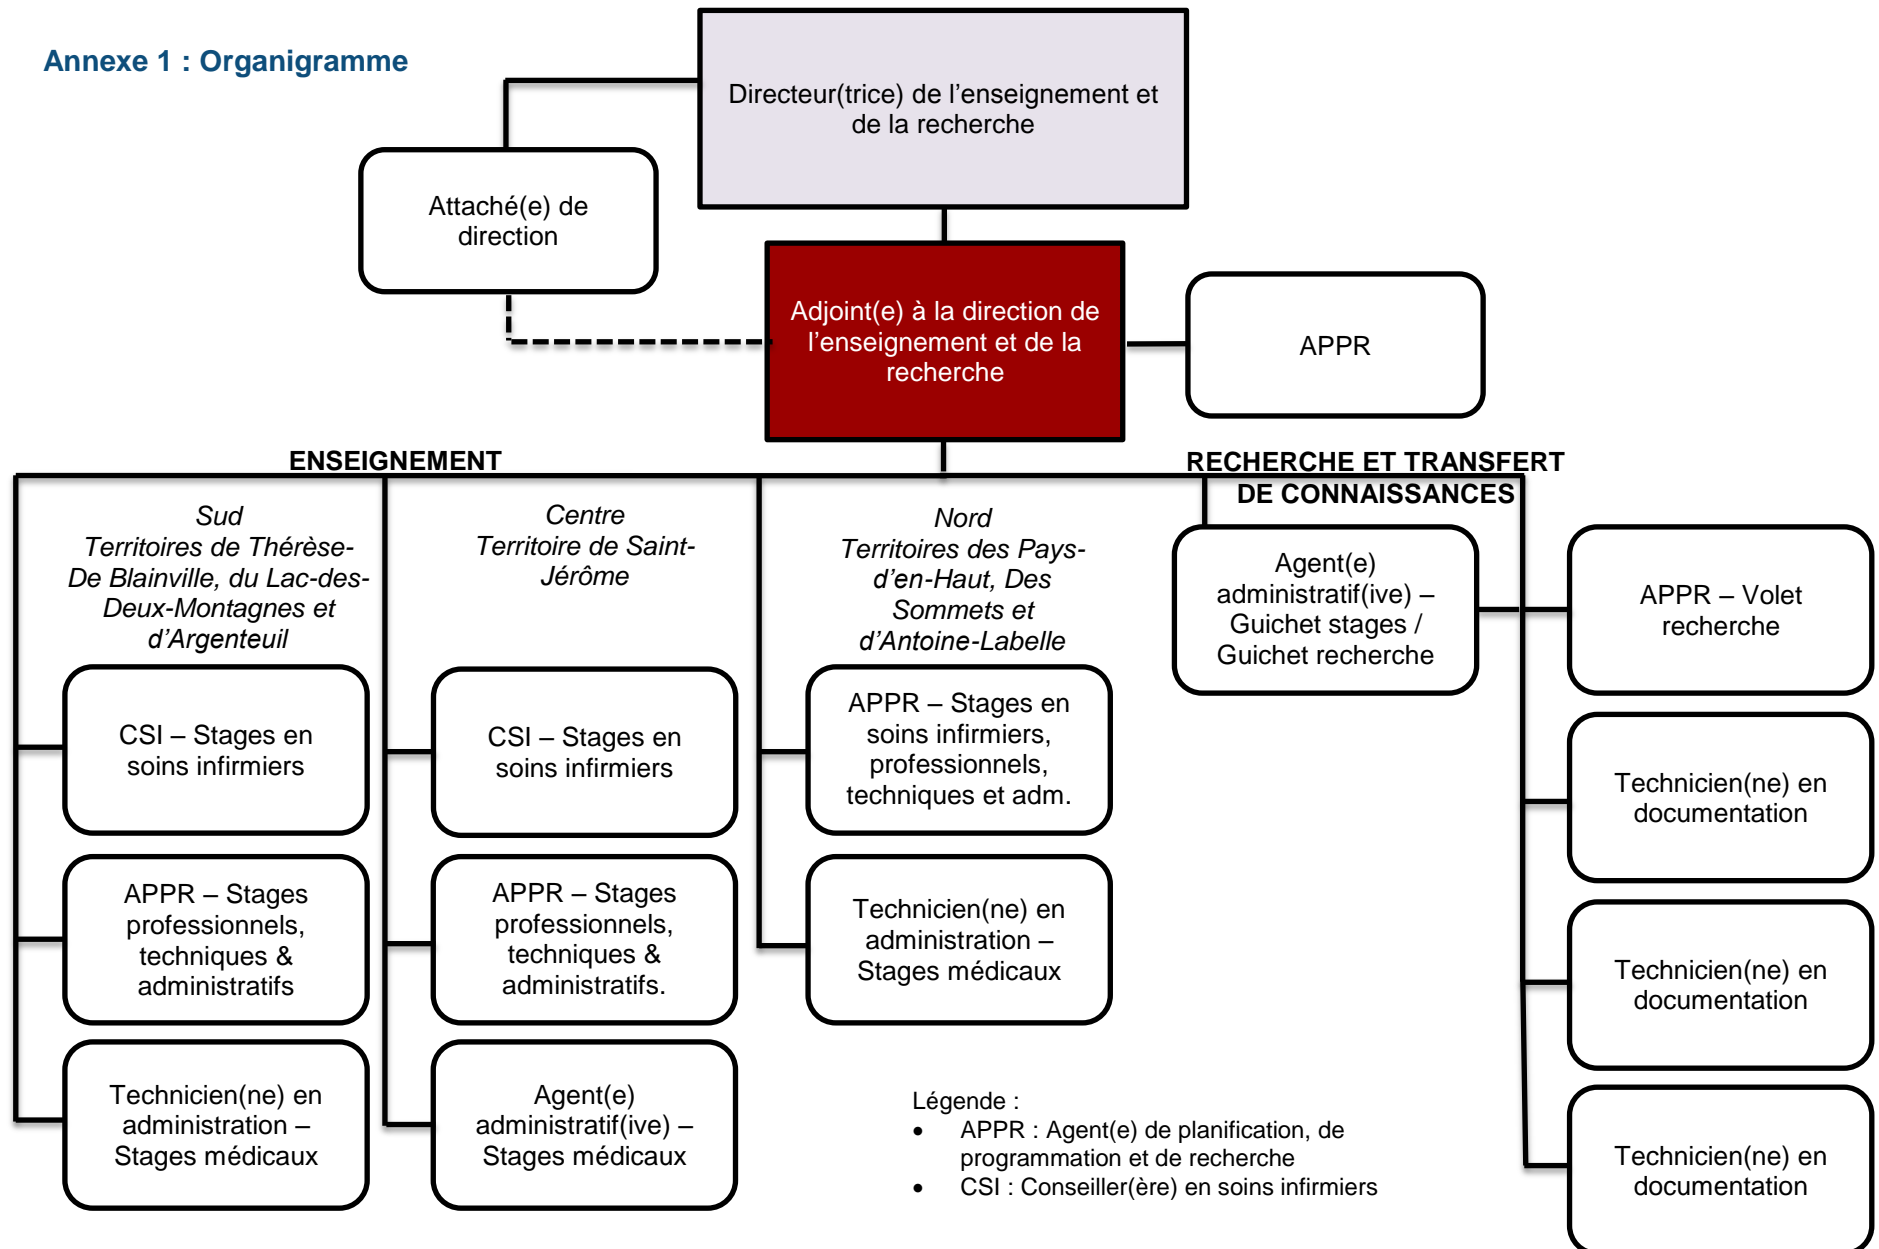 Annexe 1 : Organigramme
Directeur(trice) de l’enseignement et
de la recherche
Attaché(e) de
direction
Adjoint(e) à la direction de
l’enseignement et de la
recherche
APPR
ENSEIGNEMENT
RECHERCHE ET TRANSFERT
DE CONNAISSANCES
Sud
Territoires de Thérèse-
De Blainville, du Lac-des-
Deux-Montagnes et
d’Argenteuil
CSI – Stages en
soins infirmiers
APPR – Stages
professionnels,
techniques &
administratifs
Technicien(ne) en
administration –
Stages médicaux
Centre
Territoire de Saint-
Jérôme
CSI – Stages en
soins infirmiers
APPR – Stages
professionnels,
techniques &
administratifs.
Agent(e)
administratif(ive) –
Stages médicaux
Nord
Territoires des Pays-
d’en-Haut, Des
Sommets et
d’Antoine-Labelle
APPR – Stages en
soins infirmiers,
professionnels,
techniques et adm.
Technicien(ne) en
administration –
Stages médicaux
Agent(e)
administratif(ive) –
Guichet stages /
Guichet recherche
APPR – Volet
recherche
Technicien(ne) en
documentation
Technicien(ne) en
documentation
Technicien(ne) en
documentation
Légende :
• APPR : Agent(e) de planification, de
programmation et de recherche
• CSI : Conseiller(ère) en soins infirmiers